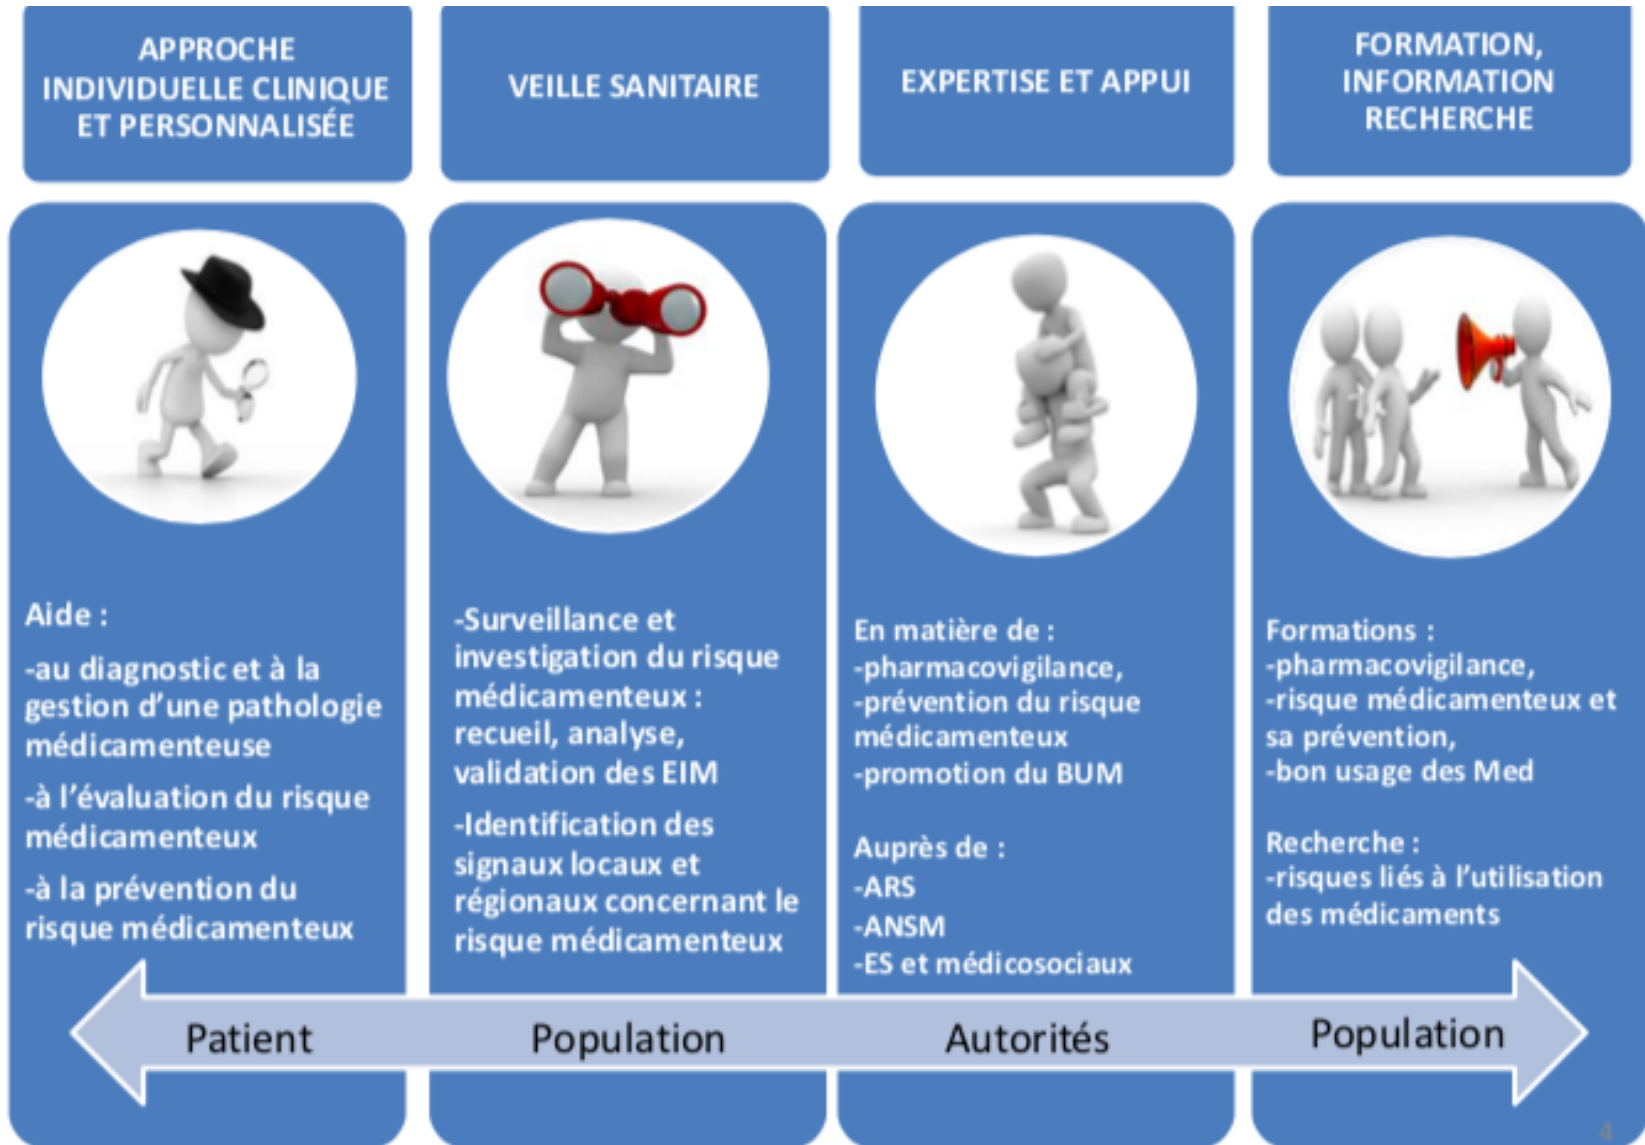 APPROCHE
INDIVIDUELLE CLINIQUE
ET PERSONNALISÉE
VEILLE SANITAIRE
EXPERTISE ET APPUI
FORMATION,
INFORMATION
RECHERCHE
Aide :
-au diagnostic et à la
gestion d'une pathologie
médicamenteuse
-à l'évaluation du risque
médicamenteux
-à la prévention du
risque médicamenteux
-Surveillance et
investigation du risque
médicamenteux :
recueil, analyse,
validation des EIM
-Identification des
signaux locaux et
régionaux concernant le
risque médicamenteux
En matière de :
-pharmacovigilance,
-prévention du risque
médicamenteux
-promotion du BUM
Auprès de :
-ARS
-ANSM
-ES et médicosociaux
Formations :
-pharmacovigilance,
-risque médicamenteux et
sa prévention,
-bon usage des Med
Recherche :
-risques liés à l'utilisation
des médicaments
Patient
Population
Autorités
Population
4